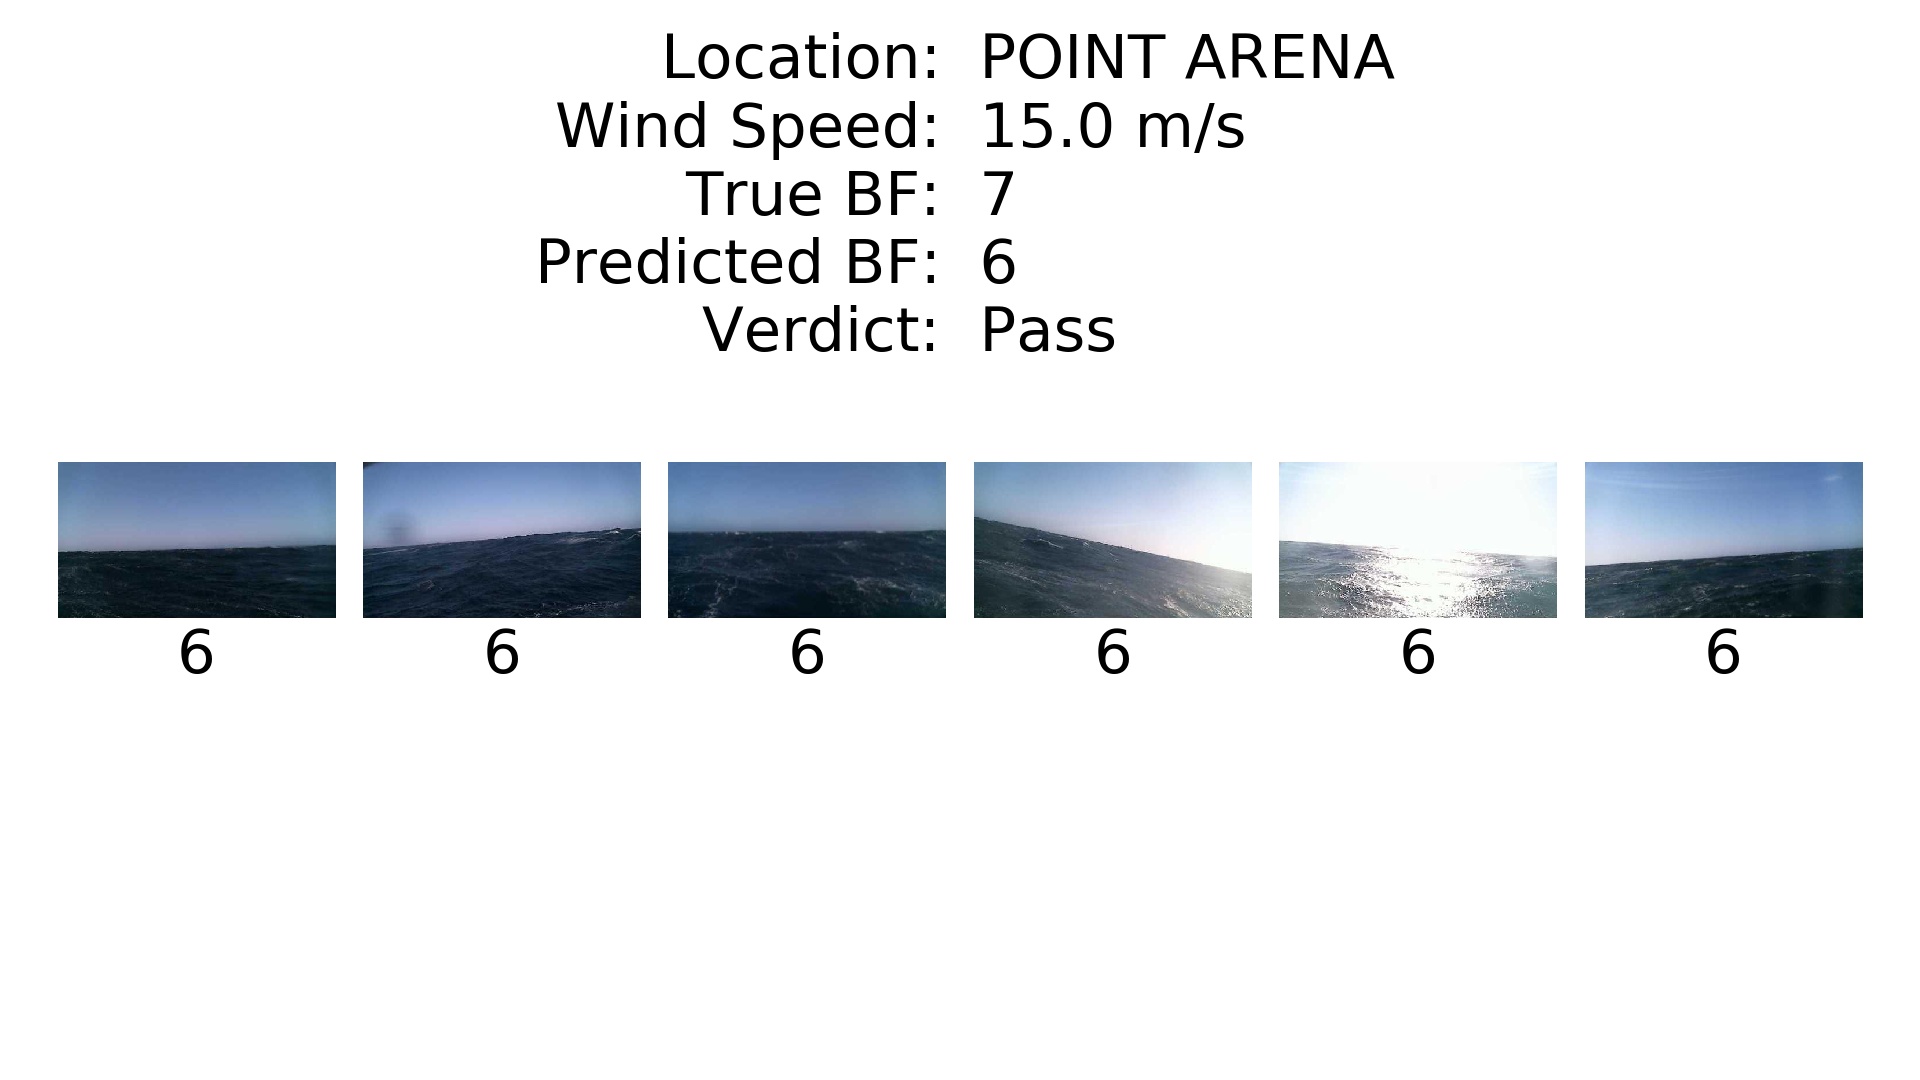 Location: POINT ARENA
Wind Speed: 15.0 m/s
True BF: 7
Predicted BF: 6
Verdict: Pass
6 6 6 6 6 6